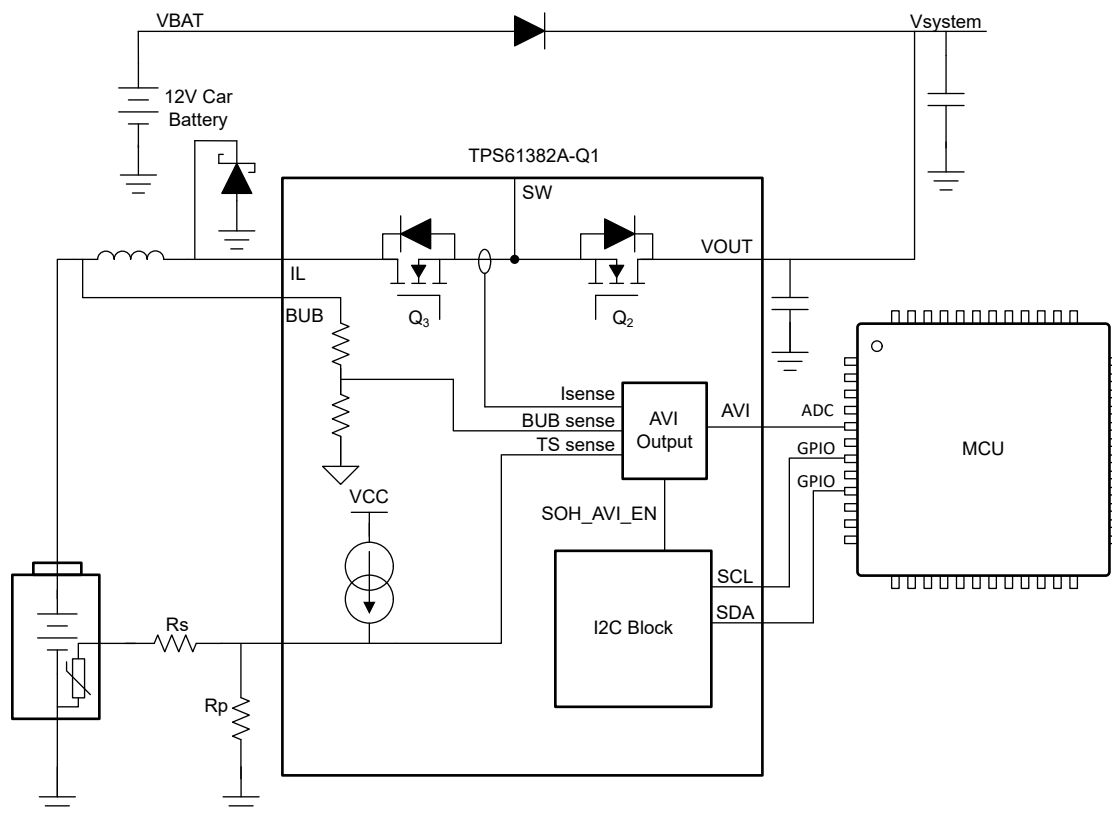 VBAT
Vsystem
12V Car
Battery
TPS61382A-Q1
SW
VOUT
IL
BUB
Q3
Q2
Isense
BUB sense
TS sense
AVI
Output
AVI
ADC
GPIO
GPIO
MCU
VCC
SOH_AVI_EN
SCL
SDA
I2C Block
Rs
Rp